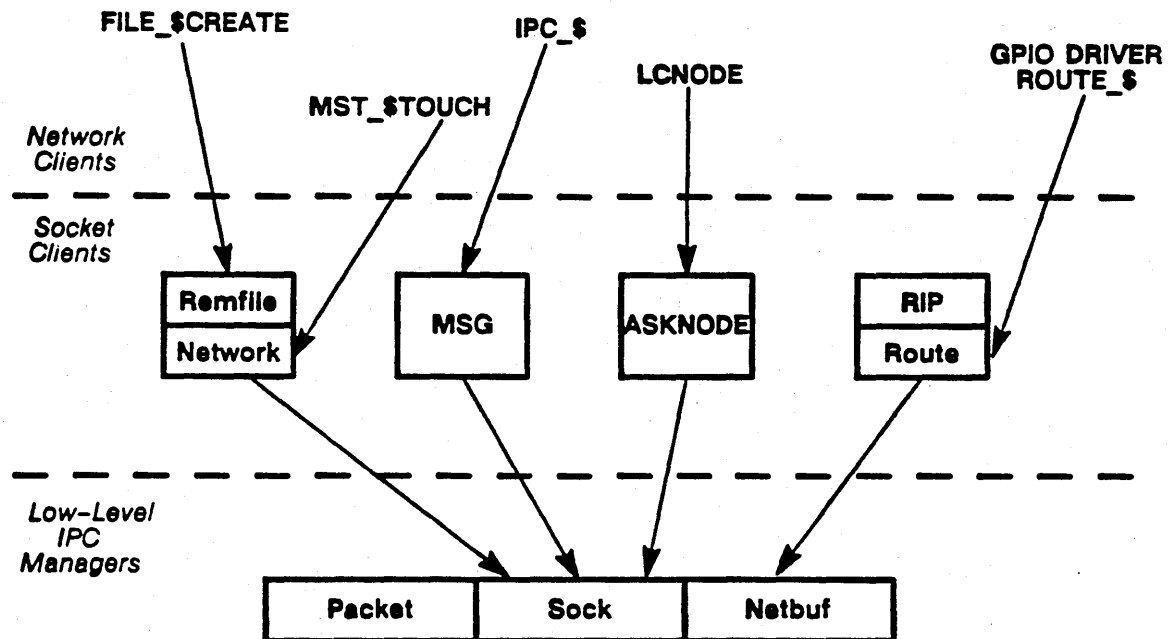 FILE_$CREATE
IPC_$
GPIO DRIVER
ROUTE_$
LCNODE
MST_$TOUCH
Network
Clients
Socket
Clients
Remfile
Network
MSG
ASKNODE
RIP
Route
Low-Level
IPC
Managers
Packet
Sock
Netbuf